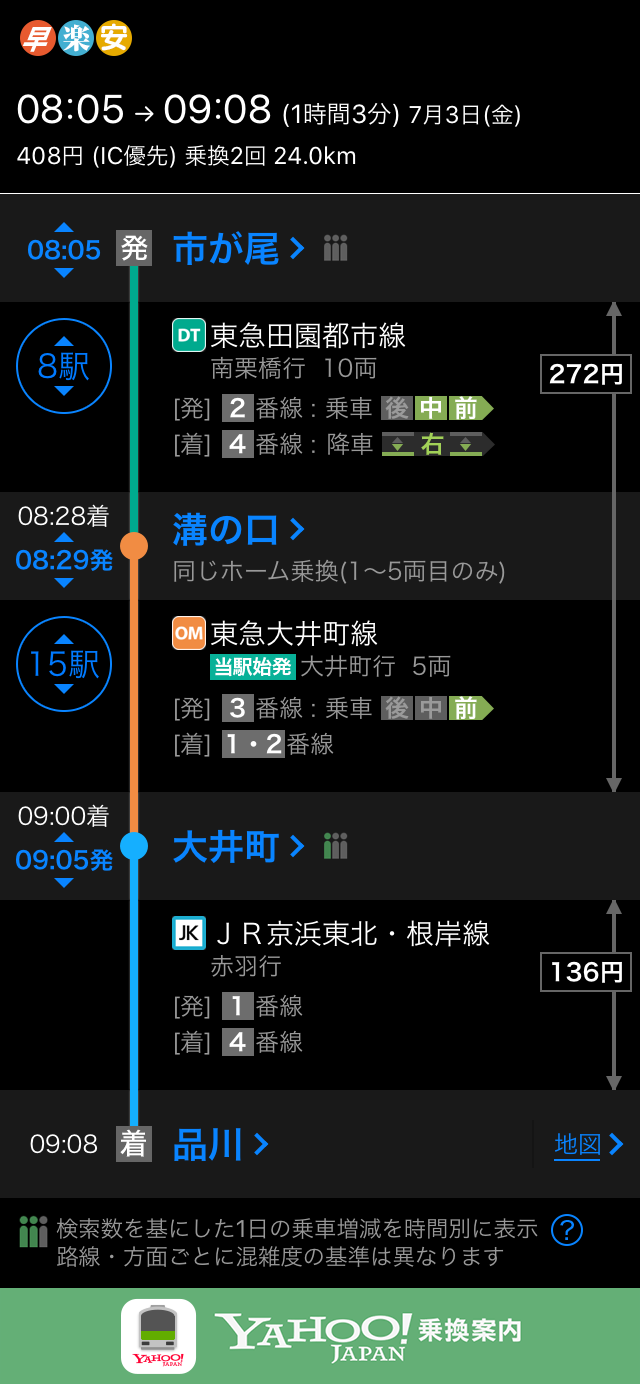 早楽安
08:05→09:08 (1時間3分) 7月3日(金)
408円 (IC優先) 乗換2回 24.0km
08:05 発 市が尾
8駅
DT 東急田園都市線
南栗橋行 10両
272円
[発] 2 番線 : 乗車 後 中 前
[着] 4 番線 : 降車 右
08:28着
08:29発
溝の口
同じホーム乗換(1〜5両目のみ)
15駅
OM 東急大井町線
当駅始発 大井町行 5両
[発] 3 番線 : 乗車 後 中 前
[着] 1・2 番線
09:00着
09:05発
大井町
JK ＪＲ京浜東北・根岸線
赤羽行
136円
[発] 1 番線
[着] 4 番線
09:08 着 品川 地図
検索数を基にした1日の乗車増減を時間別に表示 ?
路線・方面ごとに混雑度の基準は異なります
YAHOO! JAPAN
YAHOO! JAPAN 乗換案内